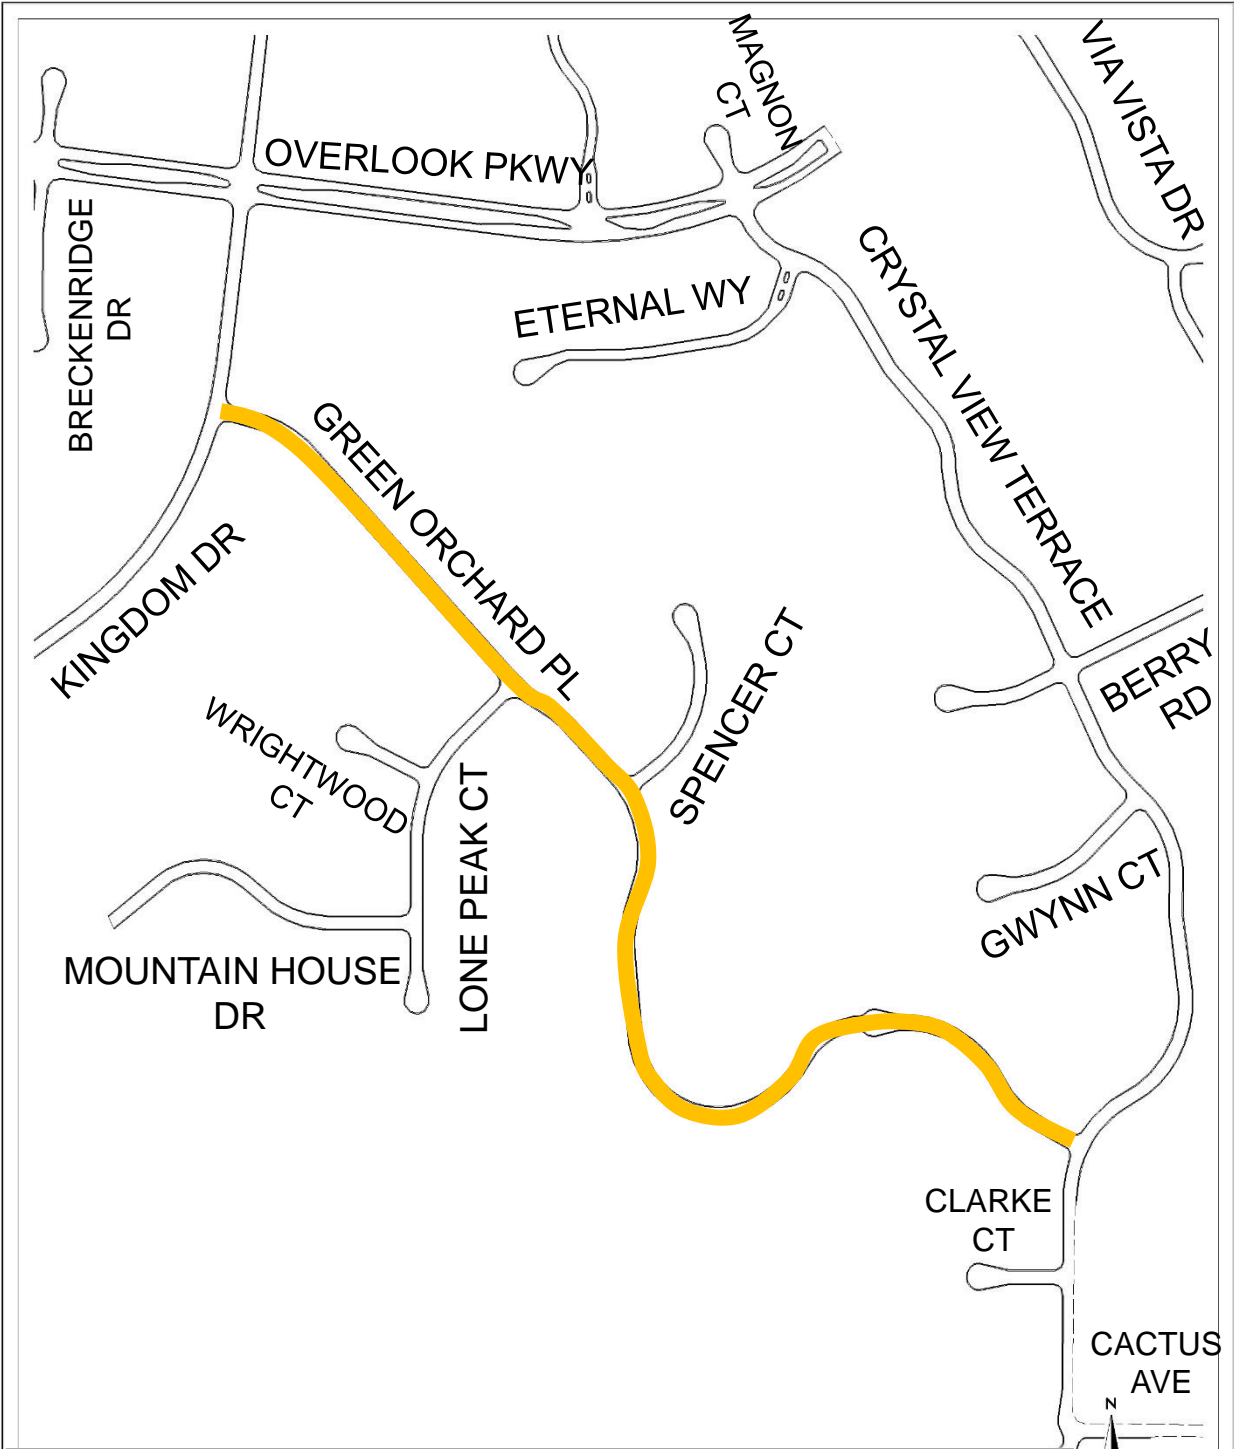 MAGNON
CT
VIA VISTA DR
OVERLOOK PKWY
BRECKENRIDGE
DR
ETERNAL WY
CRYSTAL VIEW TERRACE
GREEN ORCHARD PL
KINGDOM DR
SPENCER CT
BERRY
RD
WRIGHTWOOD
CT
LONE PEAK CT
GWYNN CT
MOUNTAIN HOUSE
DR
CLARKE
CT
CACTUS
AVE
N